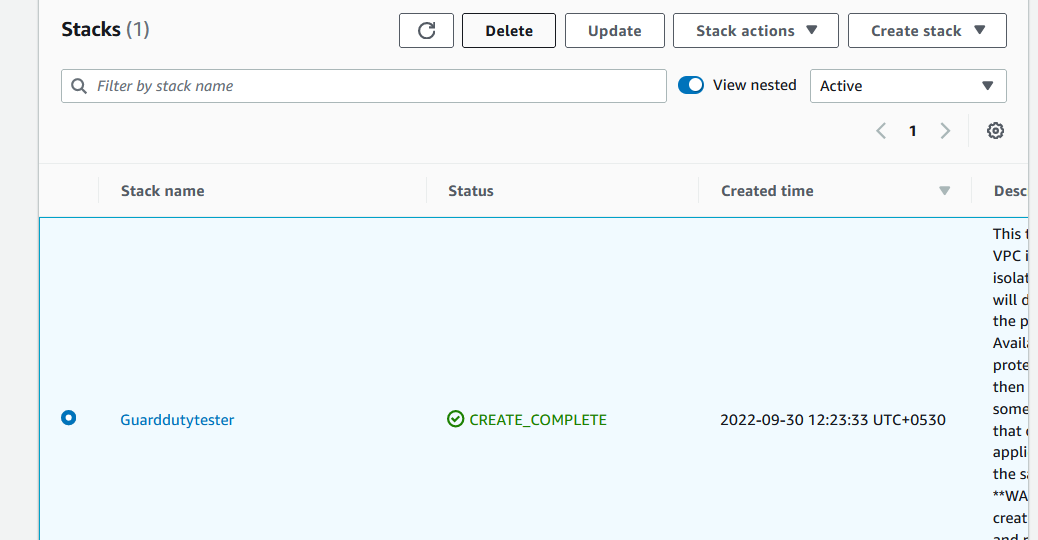 Stacks (1)
Delete
Update
Stack actions
Create stack
Filter by stack name
View nested
Active
1
Stack name
Status
Created time
Desc
Guarddutytester
CREATE_COMPLETE
2022-09-30 12:23:33 UTC+0530
This
VPC
isolat
will d
the p
Availa
prote
then
some
that
appli
the sa
**WA
creat